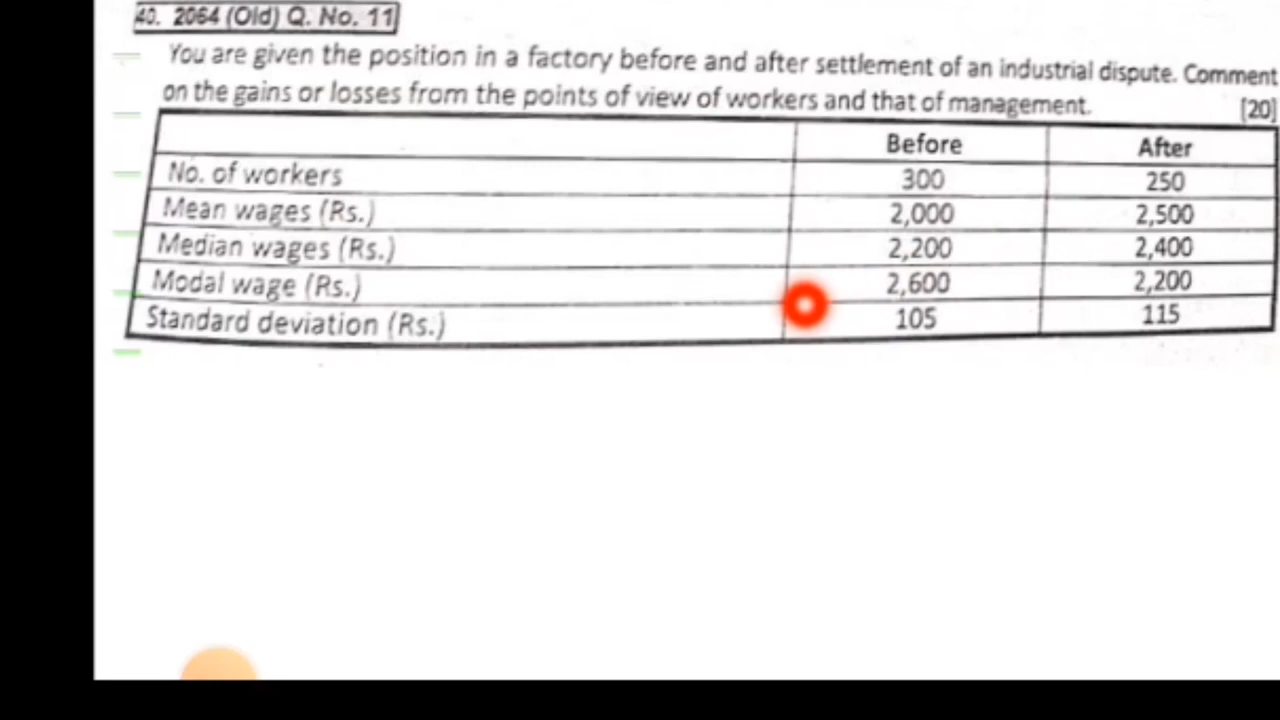 40. 2064 (Old) Q. No. 11
You are given the position in a factory before and after settlement of an industrial dispute. Comment
on the gains or losses from the points of view of workers and that of management. [20]
Before After
No. of workers 300 250
Mean wages (Rs.) 2,000 2,500
Median wages (Rs.) 2,200 2,400
Modal wage (Rs.) 2,600 2,200
Standard deviation (Rs.) 105 115